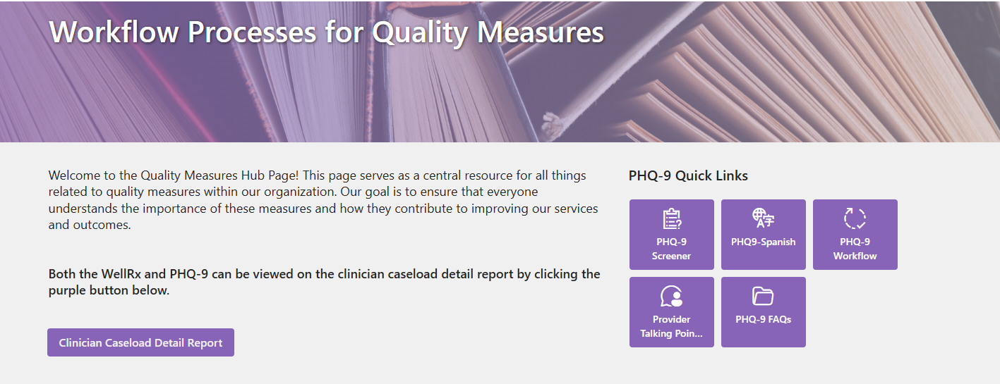 Workflow Processes for Quality Measures
Welcome to the Quality Measures Hub Page! This page serves as a central resource for all things
related to quality measures within our organization. Our goal is to ensure that everyone
understands the importance of these measures and how they contribute to improving our services
and outcomes.
Both the WellRx and PHQ-9 can be viewed on the clinician caseload detail report by clicking the
purple button below.
Clinician Caseload Detail Report
PHQ-9 Quick Links
PHQ-9
Screener
PHQ9-Spanish
PHQ-9
Workflow
Provider
Talking Poin...
PHQ-9 FAQs